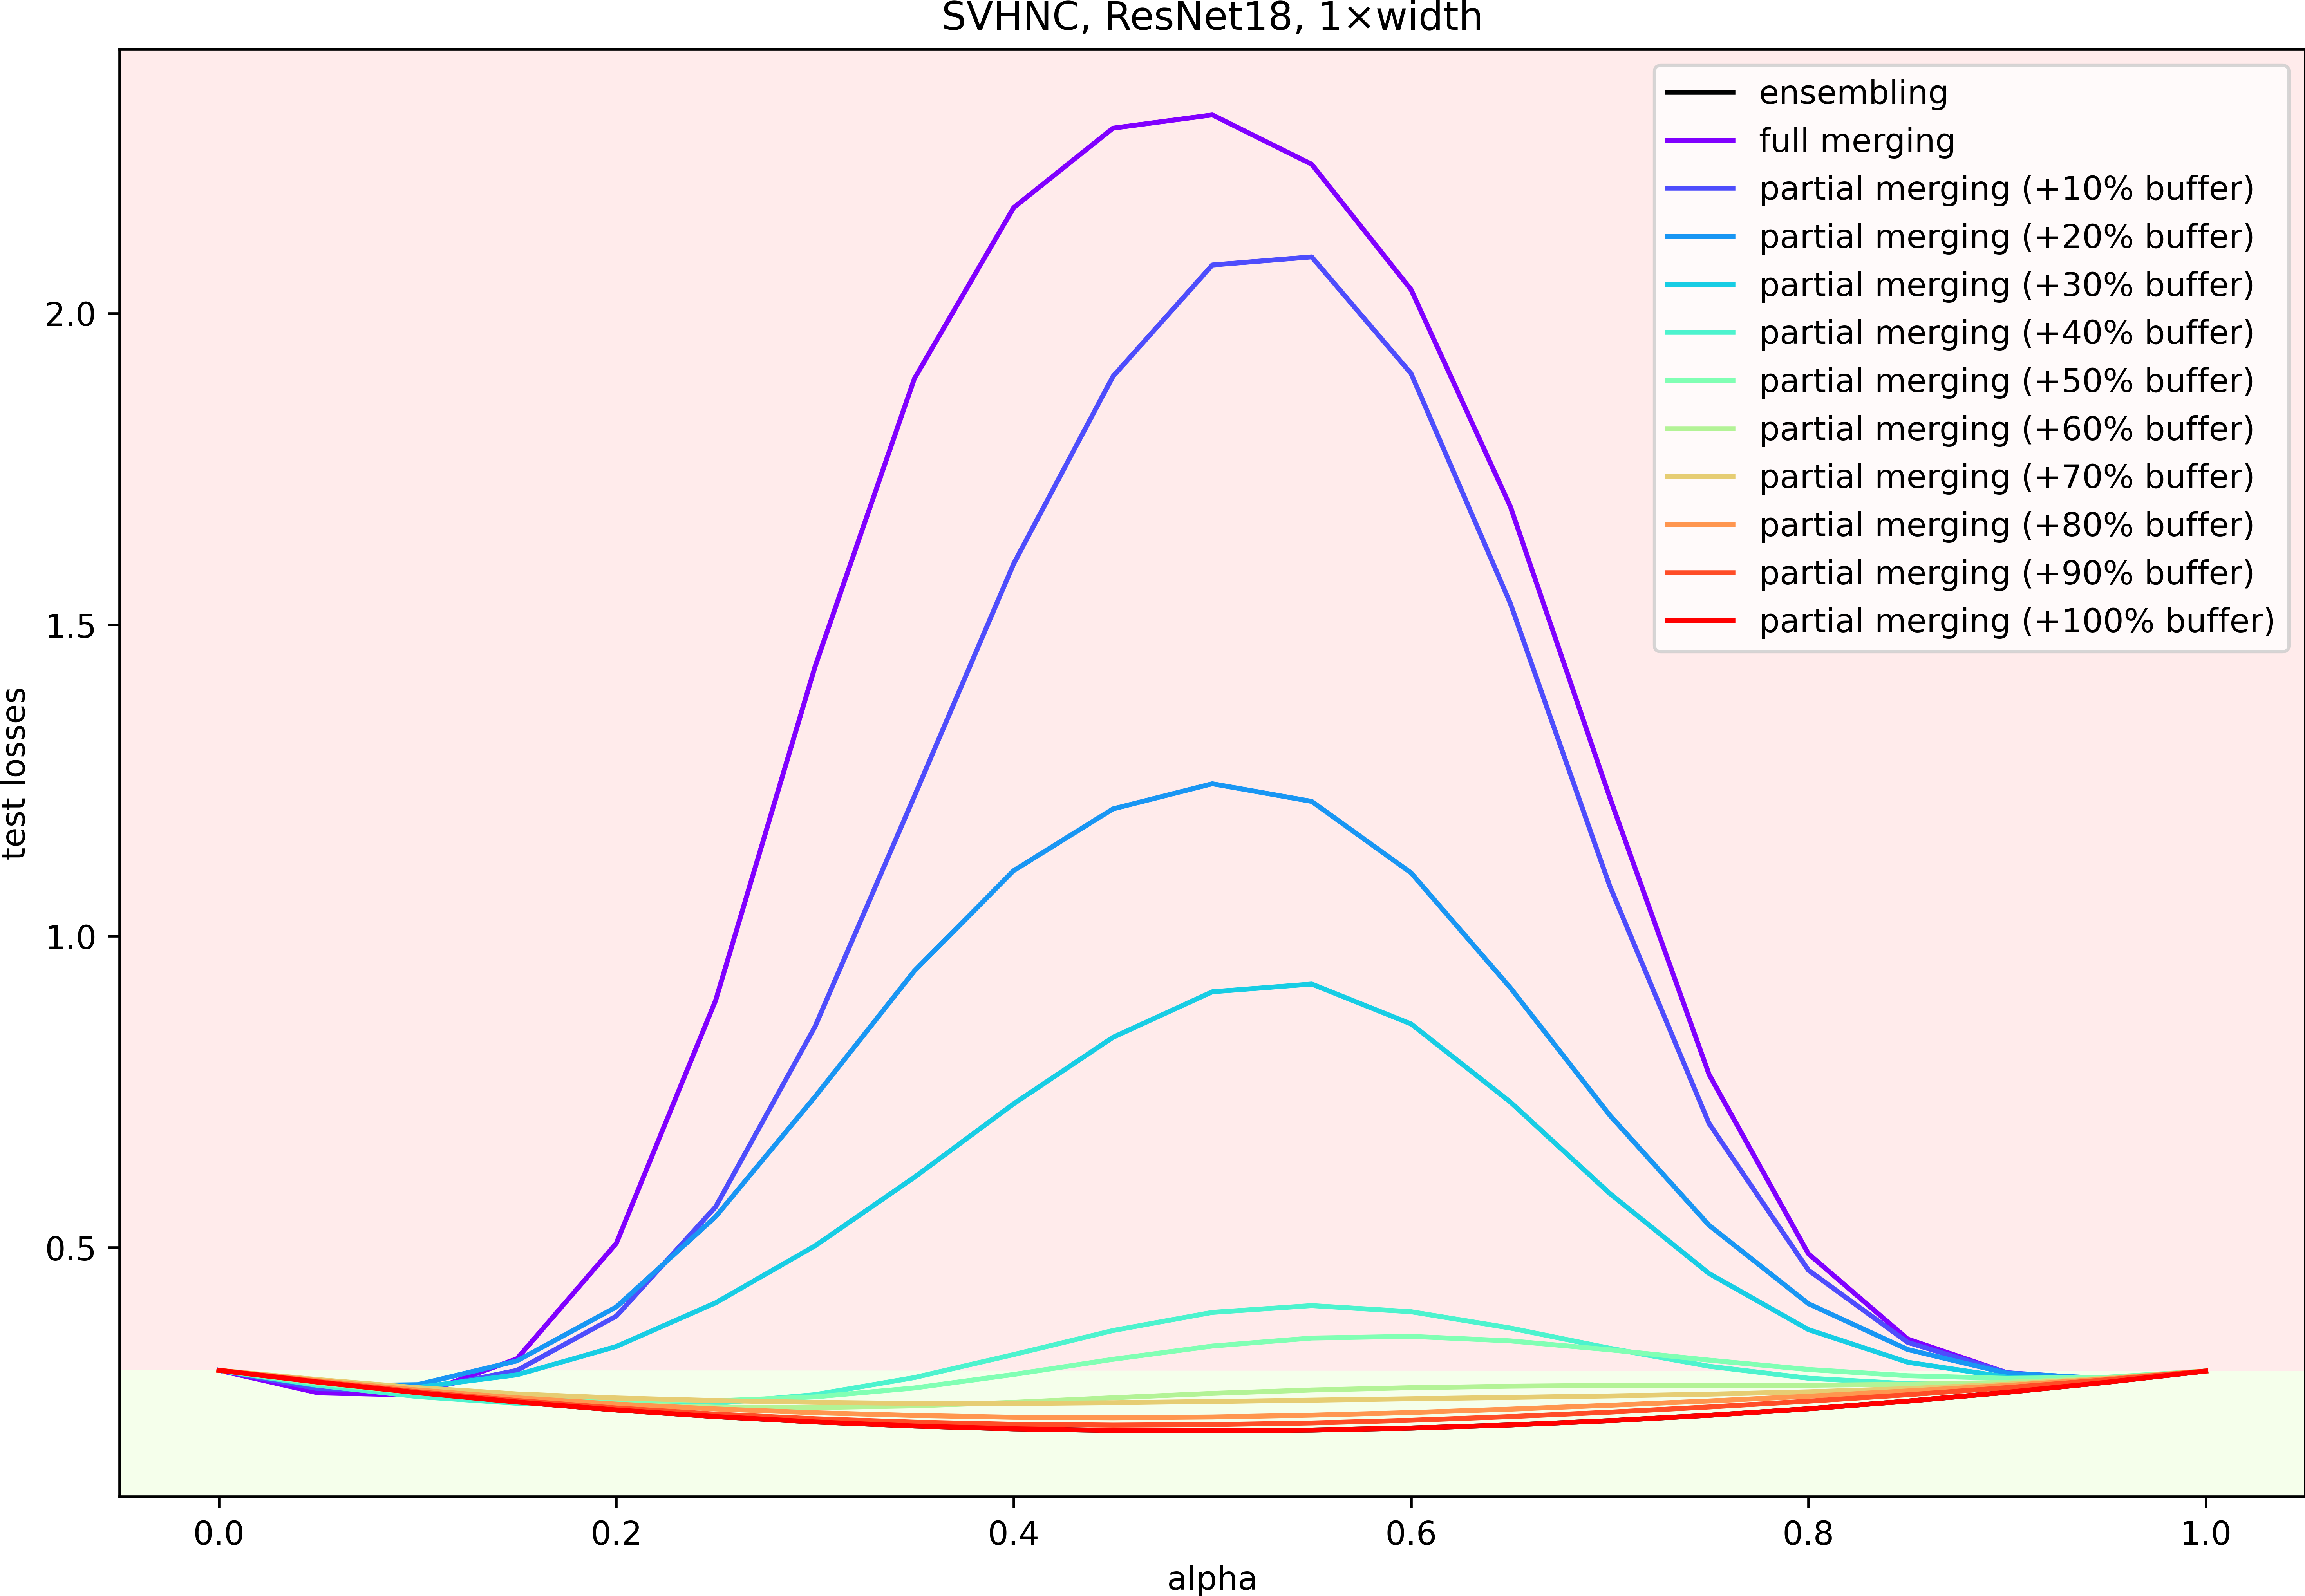 SVHNC, ResNet18, 1×width
ensembling
full merging
partial merging (+10% buffer)
partial merging (+20% buffer)
partial merging (+30% buffer)
partial merging (+40% buffer)
partial merging (+50% buffer)
partial merging (+60% buffer)
partial merging (+70% buffer)
partial merging (+80% buffer)
partial merging (+90% buffer)
partial merging (+100% buffer)
2.0
1.5
1.0
0.5
test losses
0.0 0.2 0.4 0.6 0.8 1.0
alpha